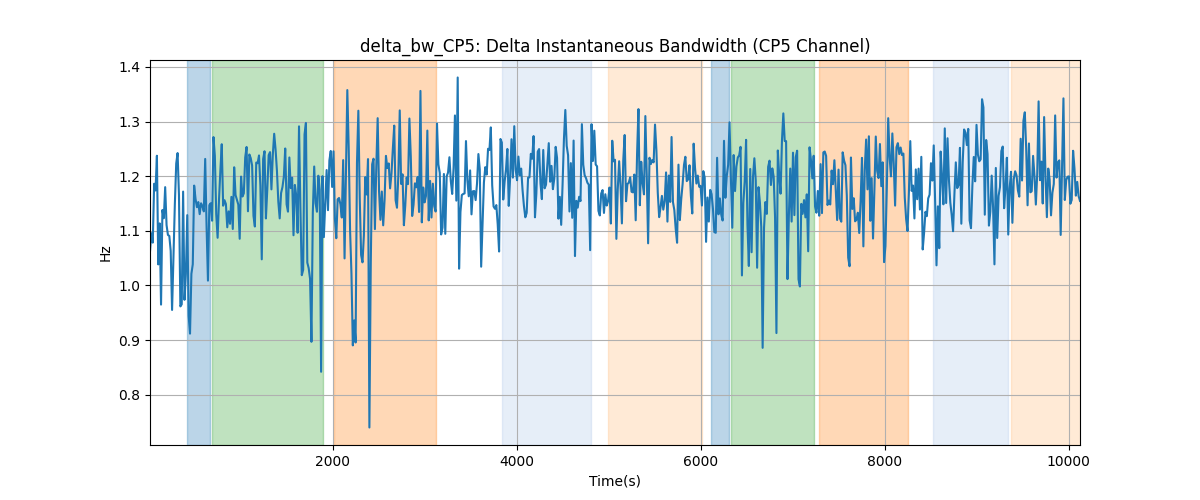 delta_bw_CP5: Delta Instantaneous Bandwidth (CP5 Channel)
1.4
1.3
1.2
1.1
1.0
0.9
0.8
Hz
2000 4000 6000 8000 10000
Time(s)